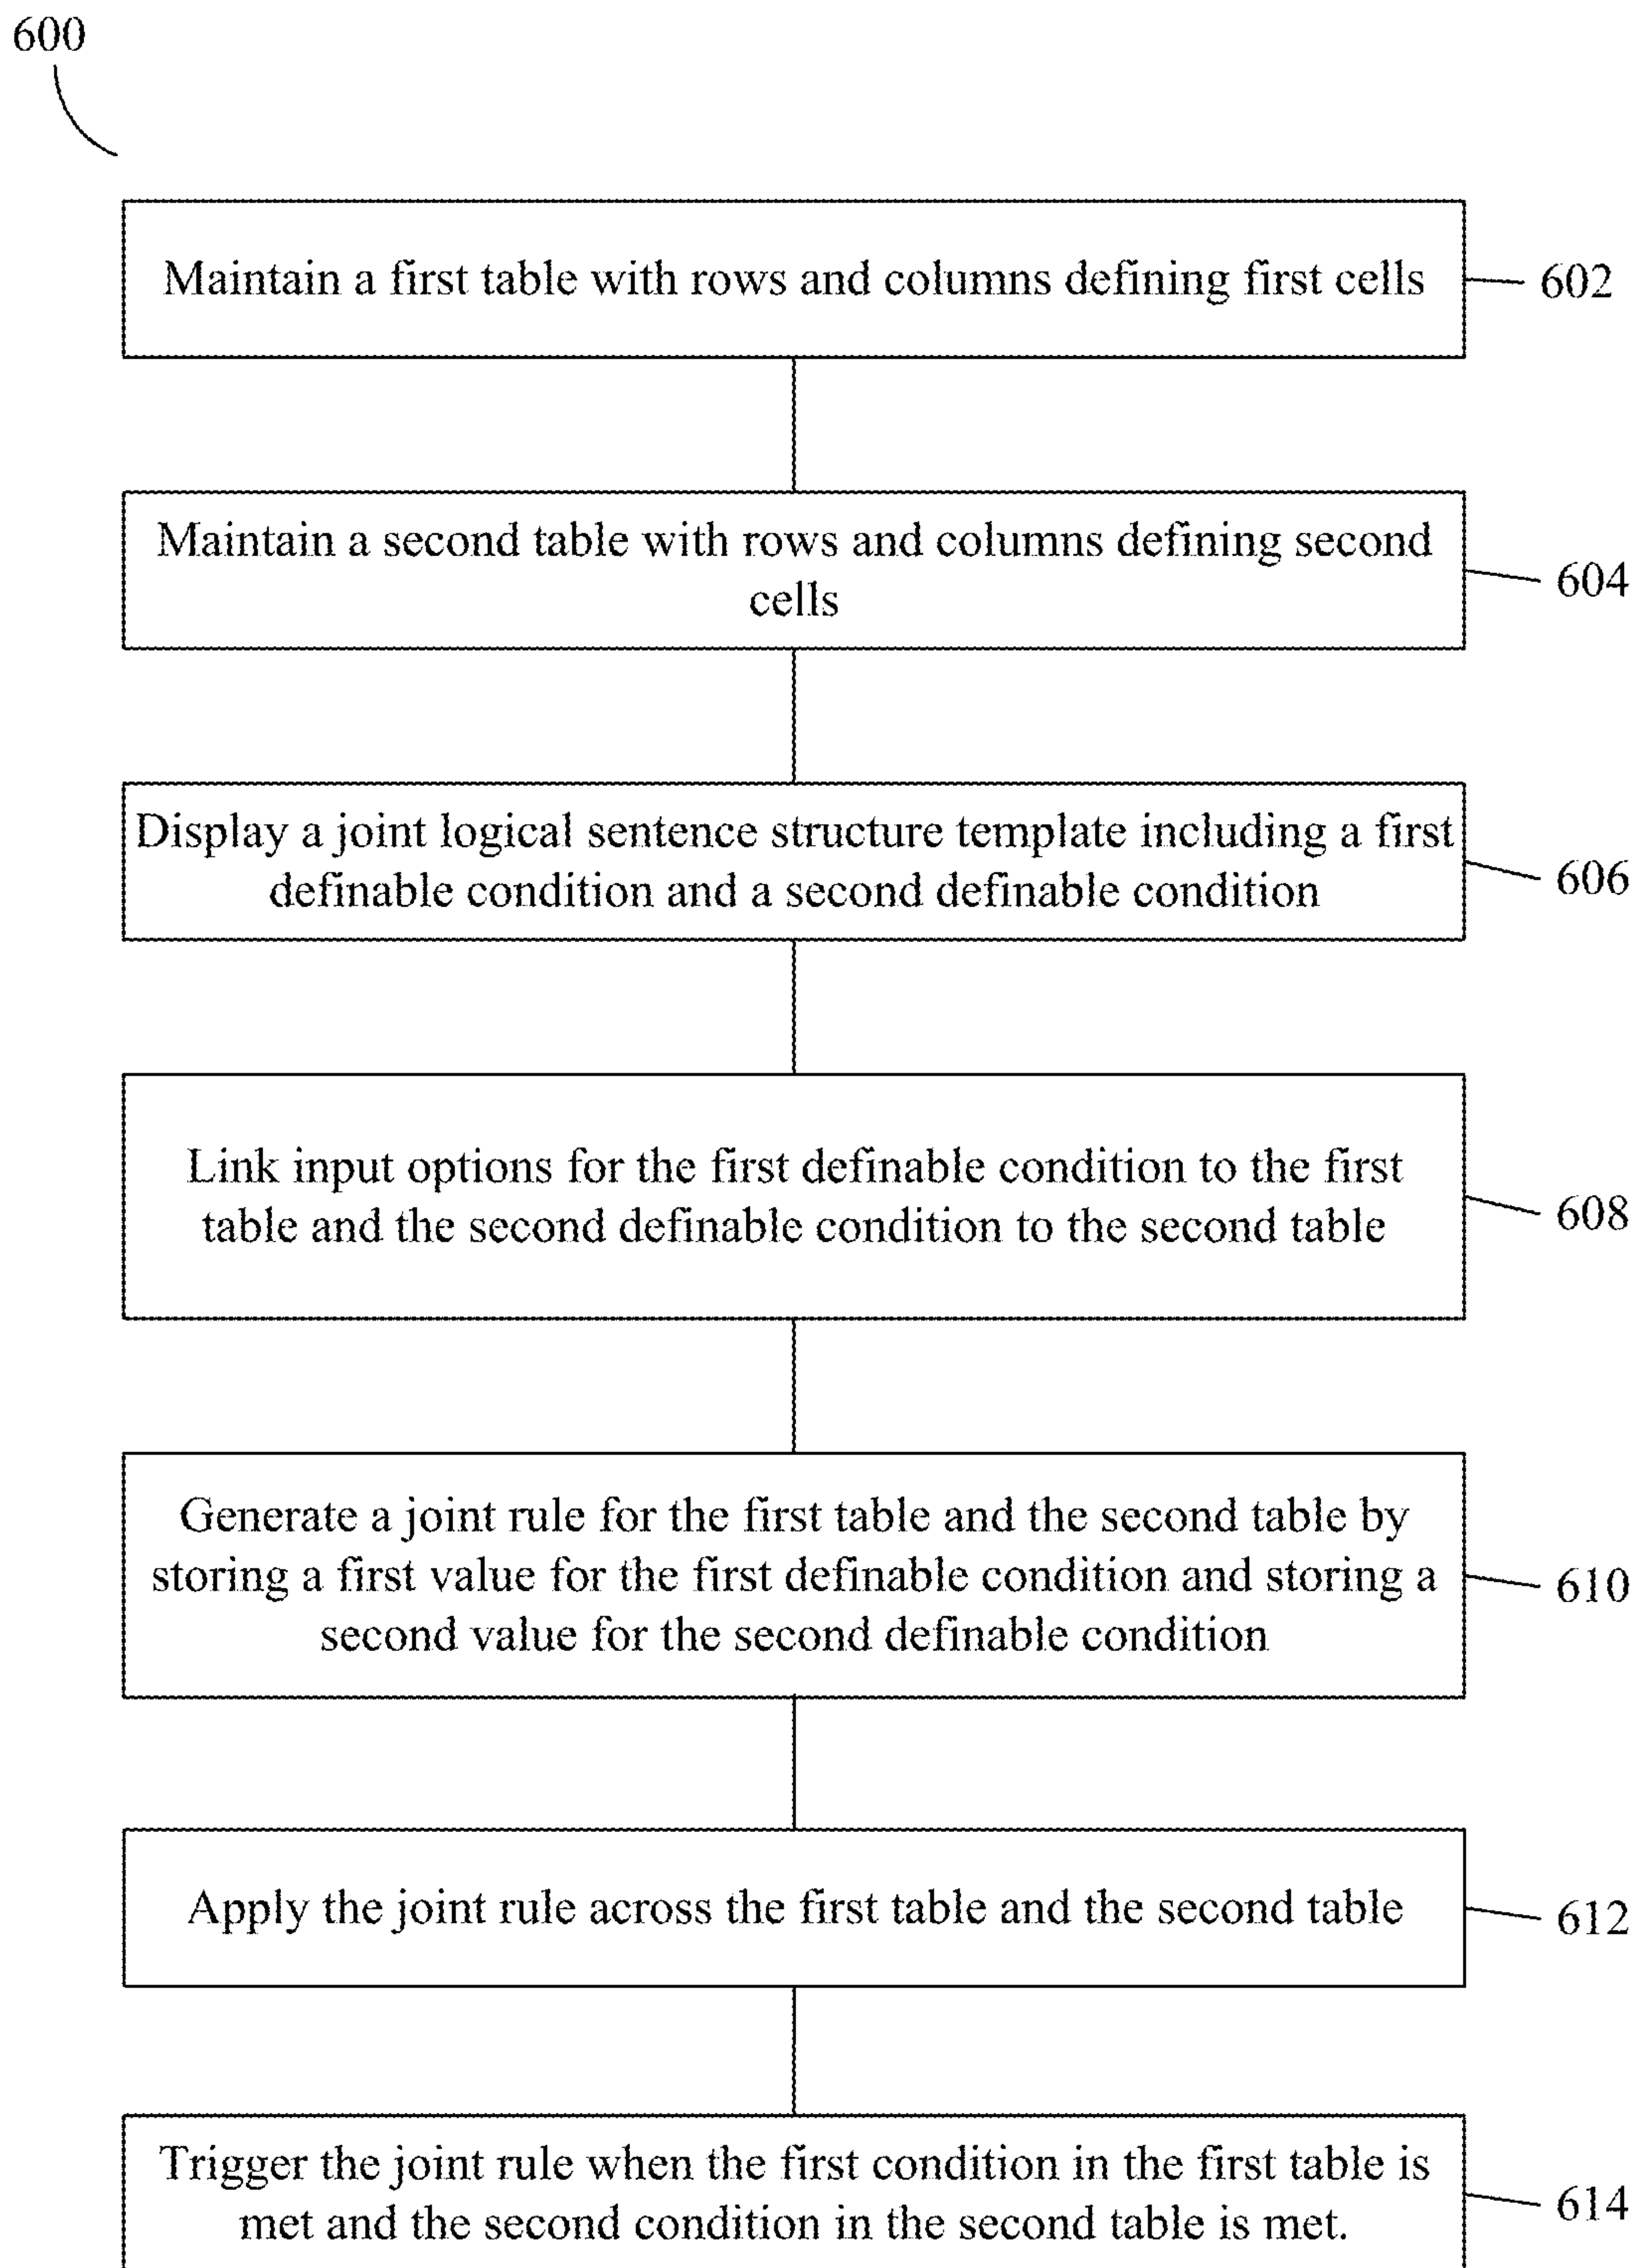 600
Maintain a first table with rows and columns defining first cells
602
Maintain a second table with rows and columns defining second
cells
604
Display a joint logical sentence structure template including a first
definable condition and a second definable condition
606
Link input options for the first definable condition to the first
table and the second definable condition to the second table
608
Generate a joint rule for the first table and the second table by
storing a first value for the first definable condition and storing a
second value for the second definable condition
610
Apply the joint rule across the first table and the second table
612
Trigger the joint rule when the first condition in the first table is
met and the second condition in the second table is met.
614